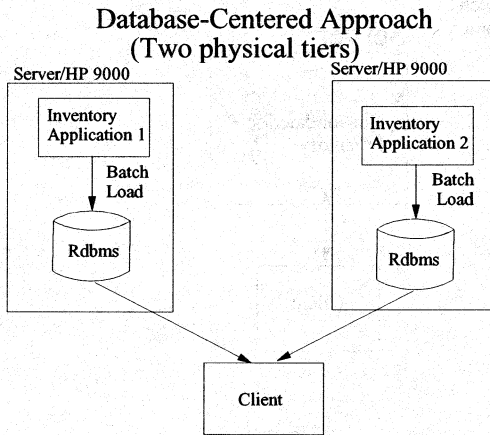 Database-Centered Approach
(Two physical tiers)
Server/HP 9000
Inventory
Application 1
Batch
Load
Rdbms
Server/HP 9000
Inventory
Application 2
Batch
Load
Rdbms
Client